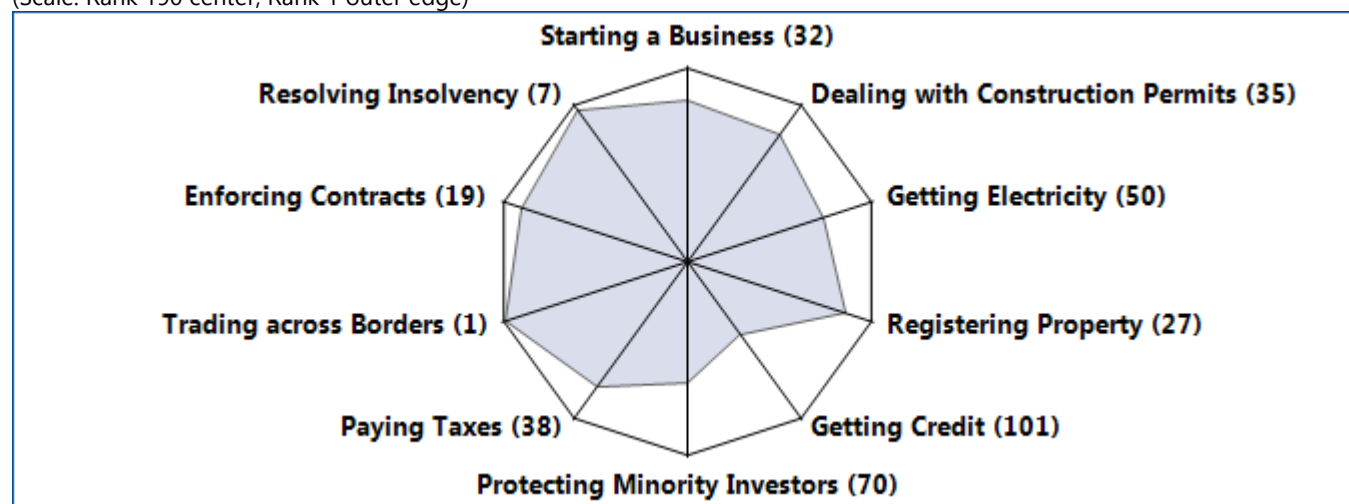 (Scale: Rank 190 center, Rank 1 outer edge)
Starting a Business (32)
Resolving Insolvency (7)
Dealing with Construction Permits (35)
Enforcing Contracts (19)
Getting Electricity (50)
Trading across Borders (1)
Registering Property (27)
Paying Taxes (38)
Getting Credit (101)
Protecting Minority Investors (70)